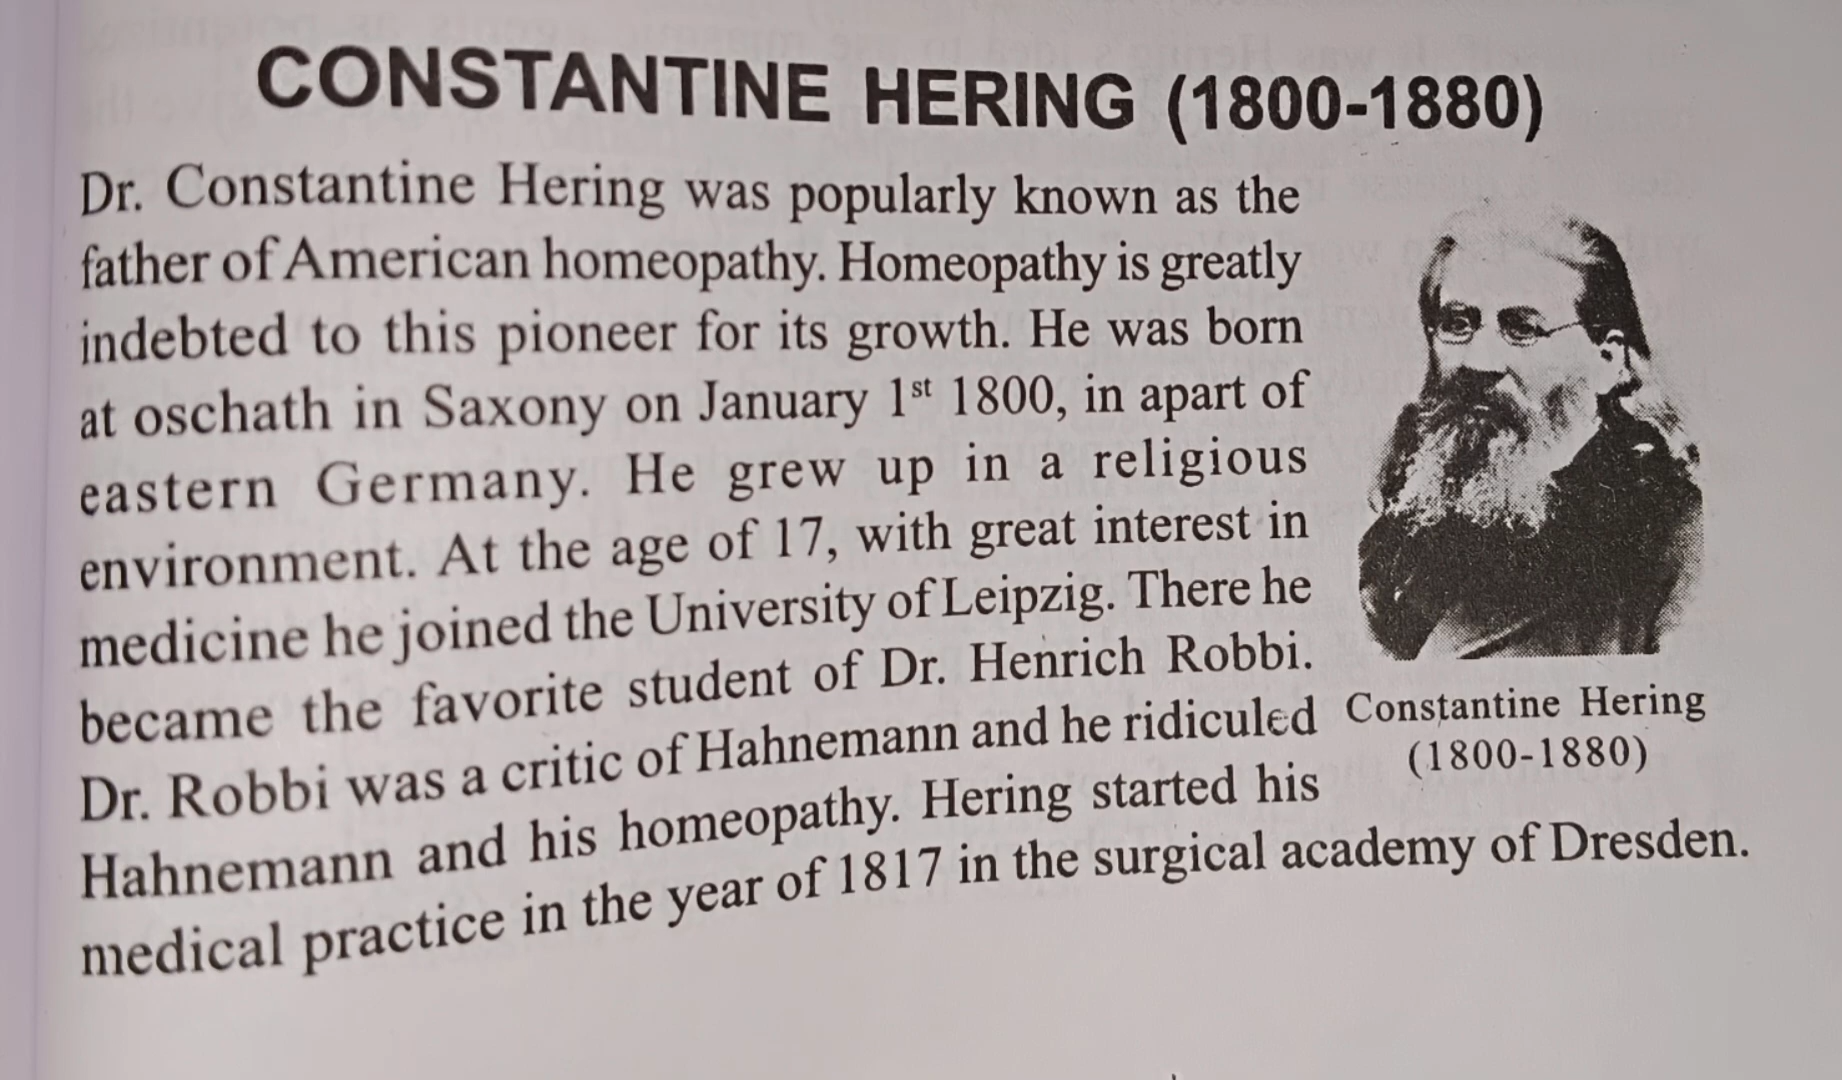 CONSTANTINE HERING (1800-1880)
Dr. Constantine Hering was popularly known as the
father of American homeopathy. Homeopathy is greatly
indebted to this pioneer for its growth. He was born
at oschath in Saxony on January 1st 1800, in apart of
eastern Germany. He grew up in a religious
environment. At the age of 17, with great interest in
medicine he joined the University of Leipzig. There he
became the favorite student of Dr. Henrich Robbi.
Dr. Robbi was a critic of Hahnemann and he ridiculed
Hahnemann and his homeopathy. Hering started his
medical practice in the year of 1817 in the surgical academy of Dresden.
Constantine Hering
(1800-1880)